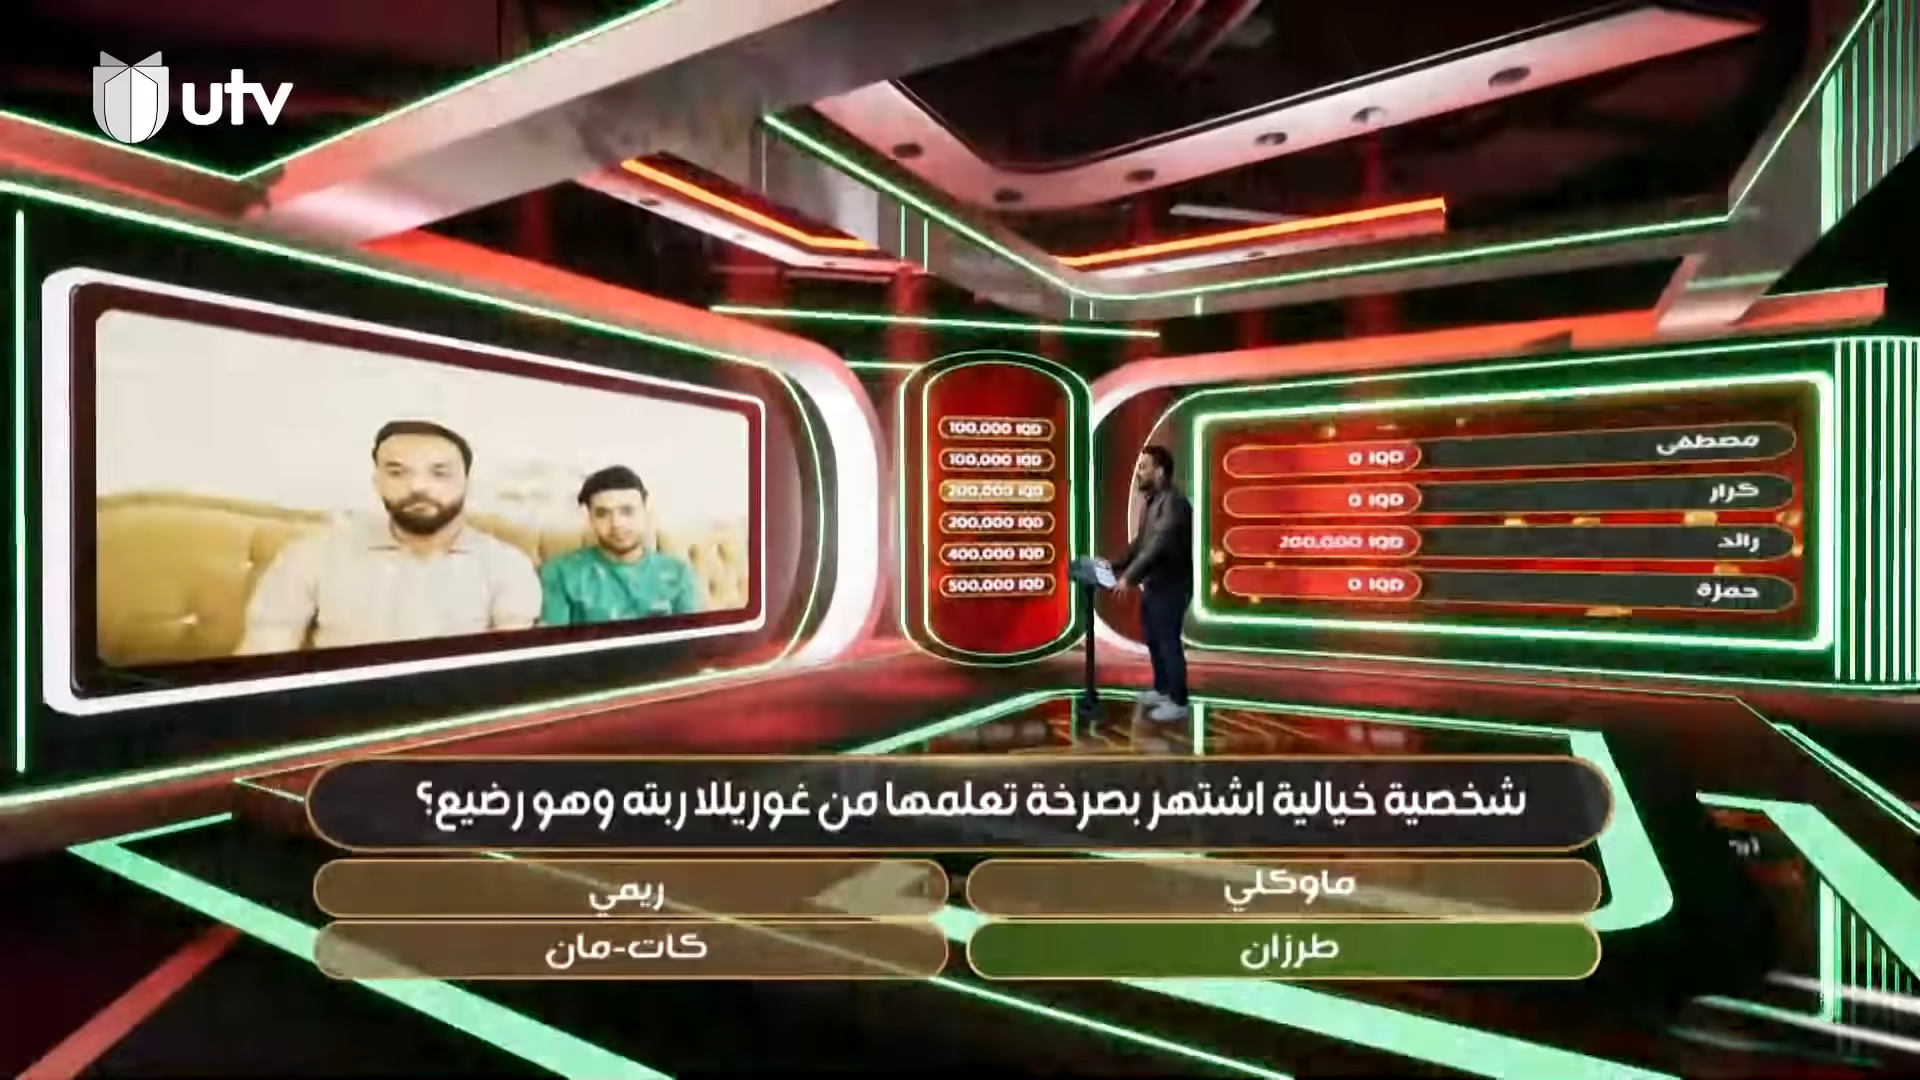 utv
100,000 IQD
100,000 IQD
200,000 IQD
200,000 IQD
400,000 IQD
500,000 IQD
مصطفى 0 IQD
كرار 0 IQD
رائد 200,000 IQD
حمزة 0 IQD
شخصية خيالية اشتهر بصرخة تعلمها من غوريللا ربته وهو رضيع؟
ماوكلي
ريمي
طرزان
كات-مان